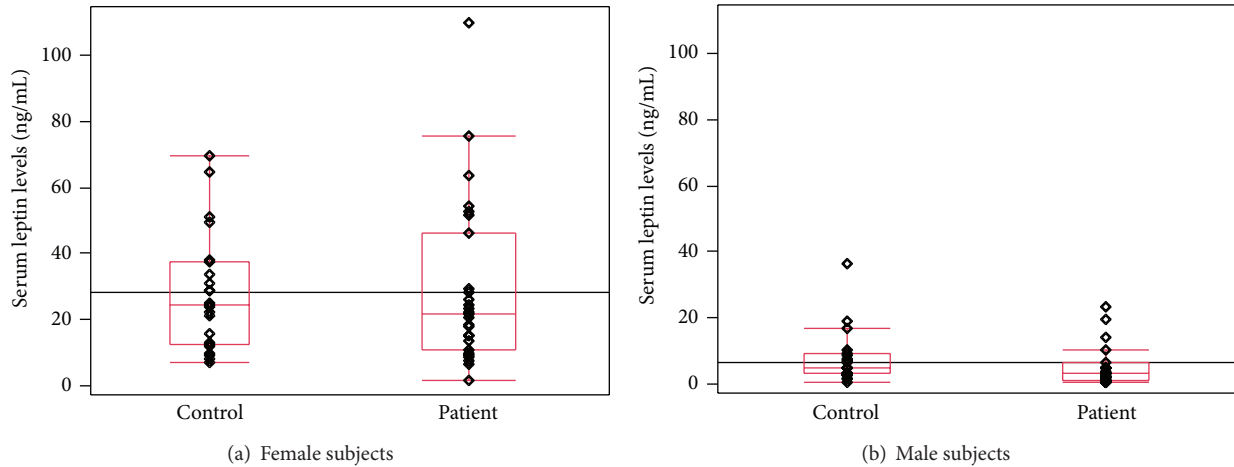 Serum leptin levels (ng/mL)
100
80
60
40
20
0
Control Patient
(a) Female subjects
Serum leptin levels (ng/mL)
100
80
60
40
20
0
Control Patient
(b) Male subjects